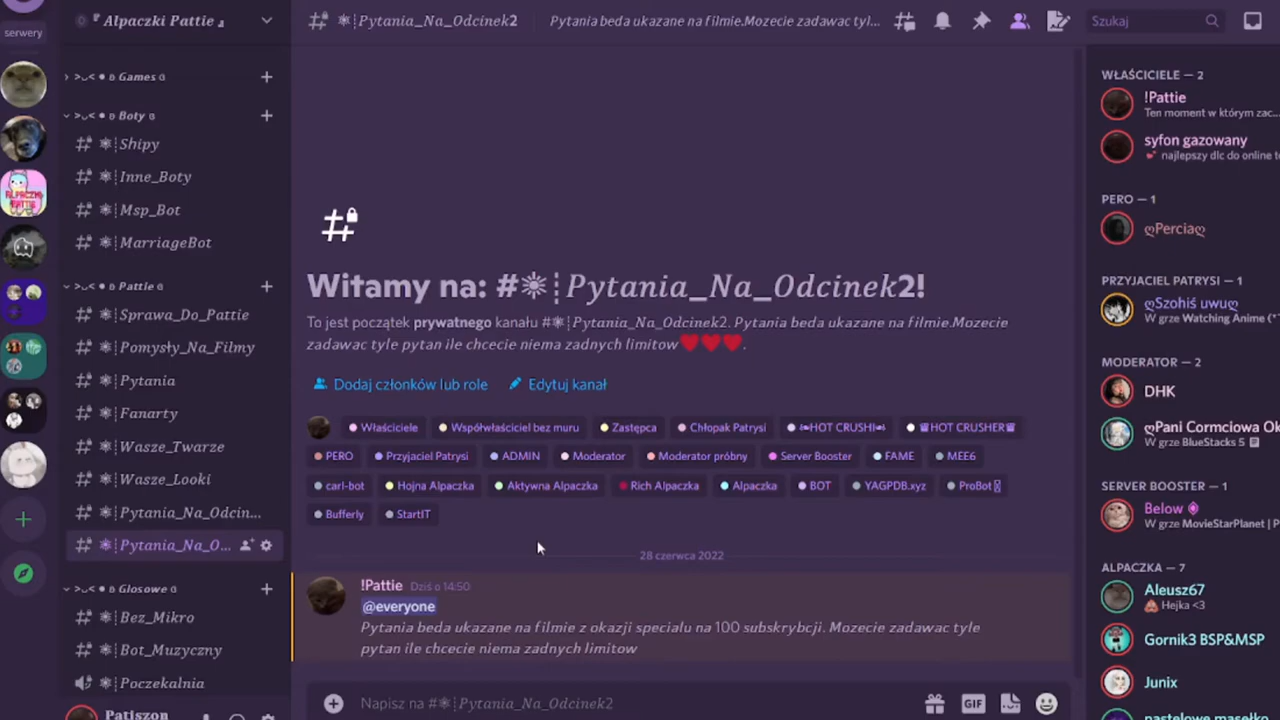 serwery
『 Alpaczki Pattie 』
>ᴗ< ● ʚ Games ɞ
>ᴗ< ● ʚ Boty ɞ
Shipy
Inne_Boty
Msp_Bot
MarriageBot
>ᴗ< ● ʚ Pattie ɞ
Sprawa_Do_Pattie
Pomysły_Na_Filmy
Pytania
Fanarty
Wasze_Twarze
Wasze_Looki
Pytania_Na_Odcin...
Pytania_Na_O...
>ᴗ< ● ʚ Głosowe ɞ
Bez_Mikro
Bot_Muzyczny
Poczekalnia
Patiszon
ALPACZKI PATTIE
Pytania_Na_Odcinek2
Pytania beda ukazane na filmie.Mozecie zadawac tyl...
Szukaj
Witamy na: #❋┊Pytania_Na_Odcinek2!
To jest początek prywatnego kanału #❋┊Pytania_Na_Odcinek2. Pytania beda ukazane na filmie.Mozecie
zadawac tyle pytan ile chcecie niema zadnych limitow❤❤❤.
Dodaj członków lub role Edytuj kanał
Właściciele Współwłaściciel bez muru Zastępca Chłopak Patrysi HOT CRUSH HOT CRUSHER
PERO Przyjaciel Patrysi ADMIN Moderator Moderator próbny Server Booster FAME MEE6
carl-bot Hojna Alpaczka Aktywna Alpaczka Rich Alpaczka Alpaczka BOT YAGPDB.xyz ProBot
Bufferly StartIT
28 czerwca 2022
!Pattie Dziś o 14:50
@everyone
Pytania beda ukazane na filmie z okazji specialu na 100 subskrybcji. Mozecie zadawac tyle
pytan ile chcecie niema zadnych limitow
Napisz na #❋┊Pytania_Na_Odcinek2
GIF
WŁAŚCICIELE — 2
!Pattie
Ten moment w którym zac...
syfon gazowany
najlepszy dlc do online t
PERO — 1
ღPerciaღ
PRZYJACIEL PATRYSI — 1
ღSzohiś uwuღ
W grze Watching Anime (
MODERATOR — 2
DHK
ღPani Cormciowa Ok
W grze BlueStacks 5
SERVER BOOSTER — 1
Below
W grze MovieStarPlanet |
ALPACZKA — 7
Aleusz67
Hejka <3
Gornik3 BSP&MSP
Junix
pastelowe masełko